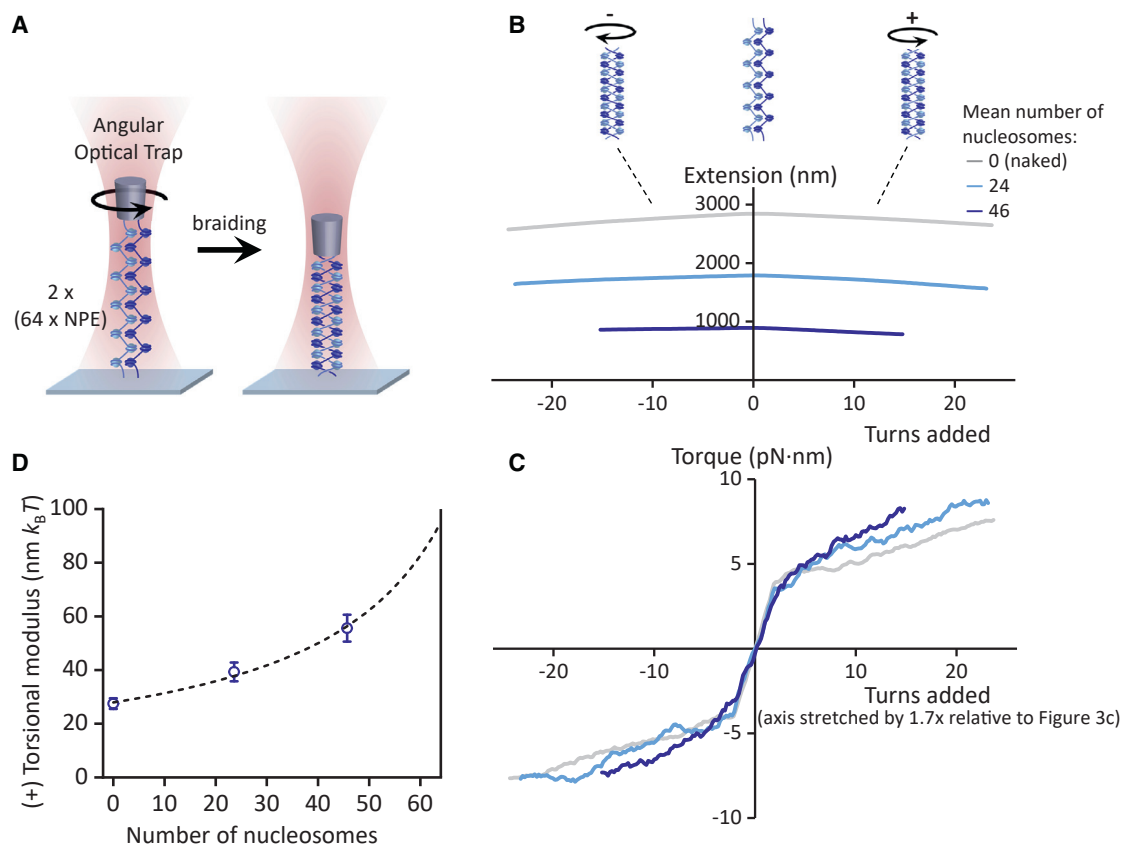 A
Angular
Optical Trap
braiding
2 x
(64 x NPE)
B
-
+
Mean number of
nucleosomes:
0 (naked)
24
46
Extension (nm)
3000
2000
1000
-20
-10
0
10
20
Turns added
D
(+) Torsional modulus (nm kBT)
100
80
60
40
20
0
0
10
20
30
40
50
60
Number of nucleosomes
C
Torque (pN·nm)
10
5
-20
-10
10
20
Turns added
(axis stretched by 1.7x relative to Figure 3c)
-5
-10